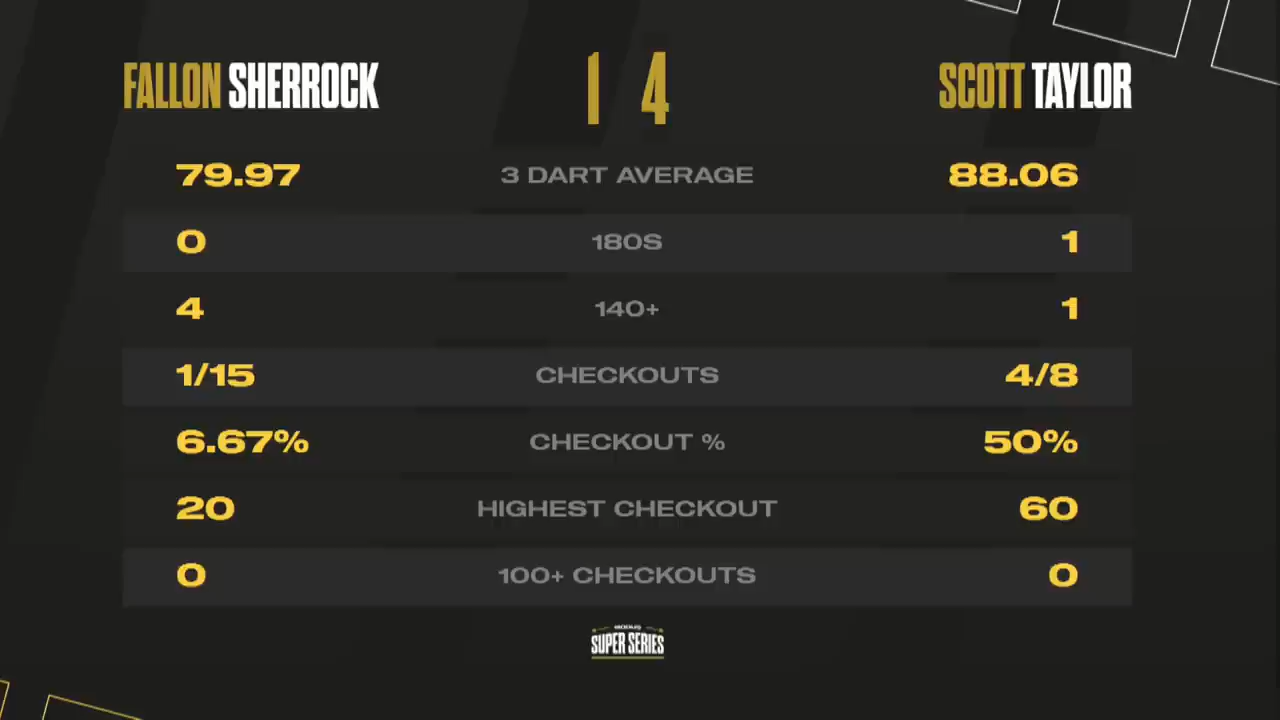 FALLON SHERROCK 1 4 SCOTT TAYLOR
79.97 3 DART AVERAGE 88.06
0 180S 1
4 140+ 1
1/15 CHECKOUTS 4/8
6.67% CHECKOUT % 50%
20 HIGHEST CHECKOUT 60
0 100+ CHECKOUTS 0
MODUS
SUPER SERIES